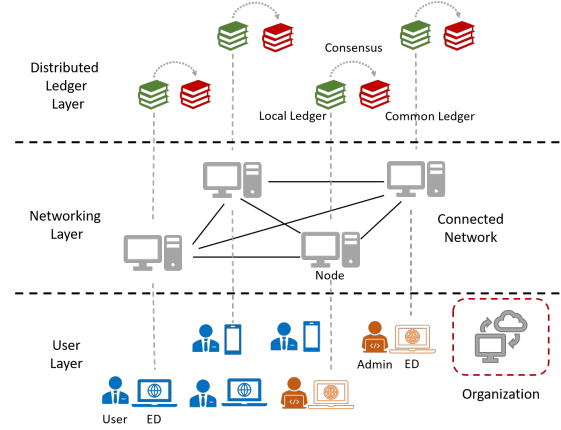 Consensus
Distributed
Ledger
Layer
Local Ledger
Common Ledger
Networking
Layer
Connected
Network
Node
User
Layer
Admin
ED
Organization
User
ED